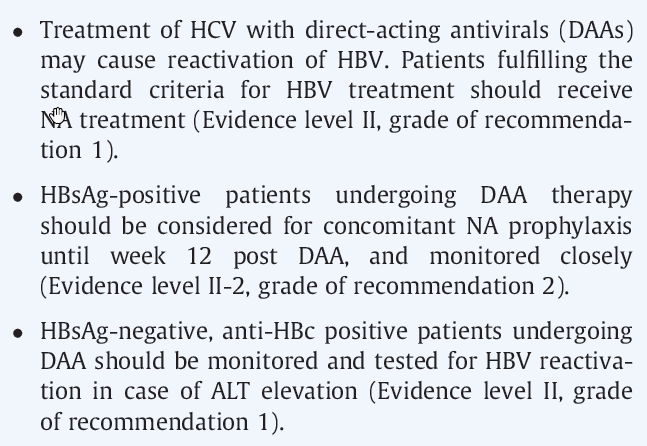 • Treatment of HCV with direct-acting antivirals (DAAs)
may cause reactivation of HBV. Patients fulfilling the
standard criteria for HBV treatment should receive
NA treatment (Evidence level II, grade of recommenda-
tion 1).
• HBsAg-positive patients undergoing DAA therapy
should be considered for concomitant NA prophylaxis
until week 12 post DAA, and monitored closely
(Evidence level II-2, grade of recommendation 2).
• HBsAg-negative, anti-HBc positive patients undergoing
DAA should be monitored and tested for HBV reactiva-
tion in case of ALT elevation (Evidence level II, grade
of recommendation 1).